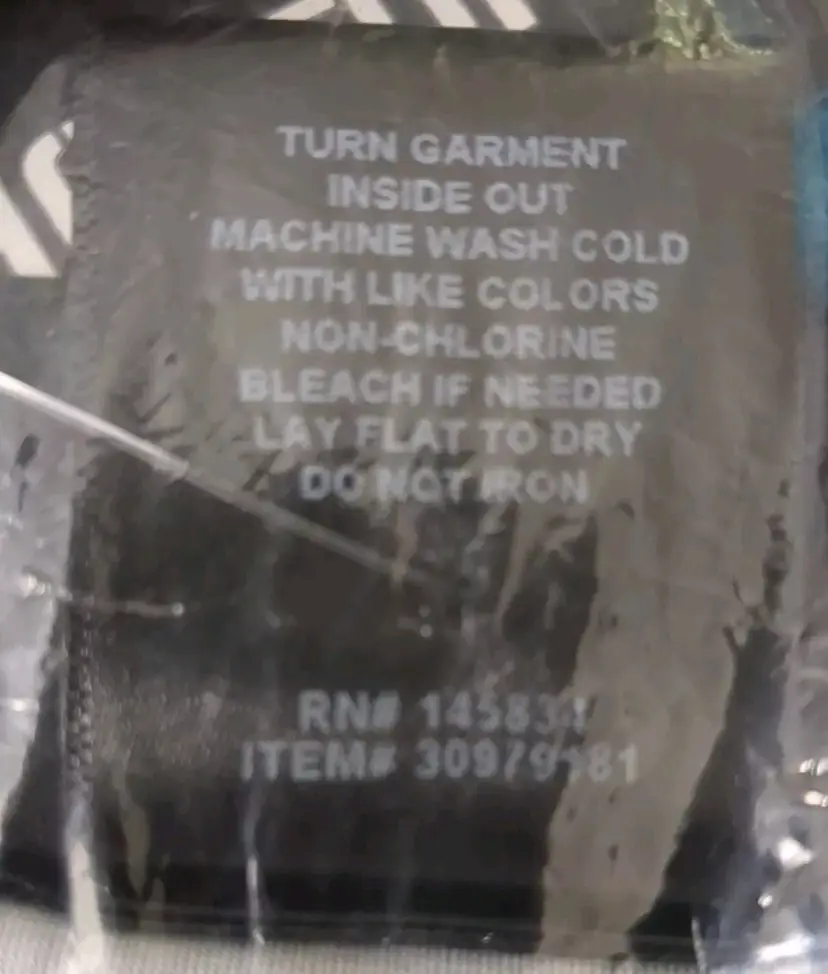 TURN GARMENT
INSIDE OUT
MACHINE WASH COLD
WITH LIKE COLORS
NON-CHLORINE
BLEACH IF NEEDED
LAY FLAT TO DRY
DO NOT IRON
RN#
ITEM#